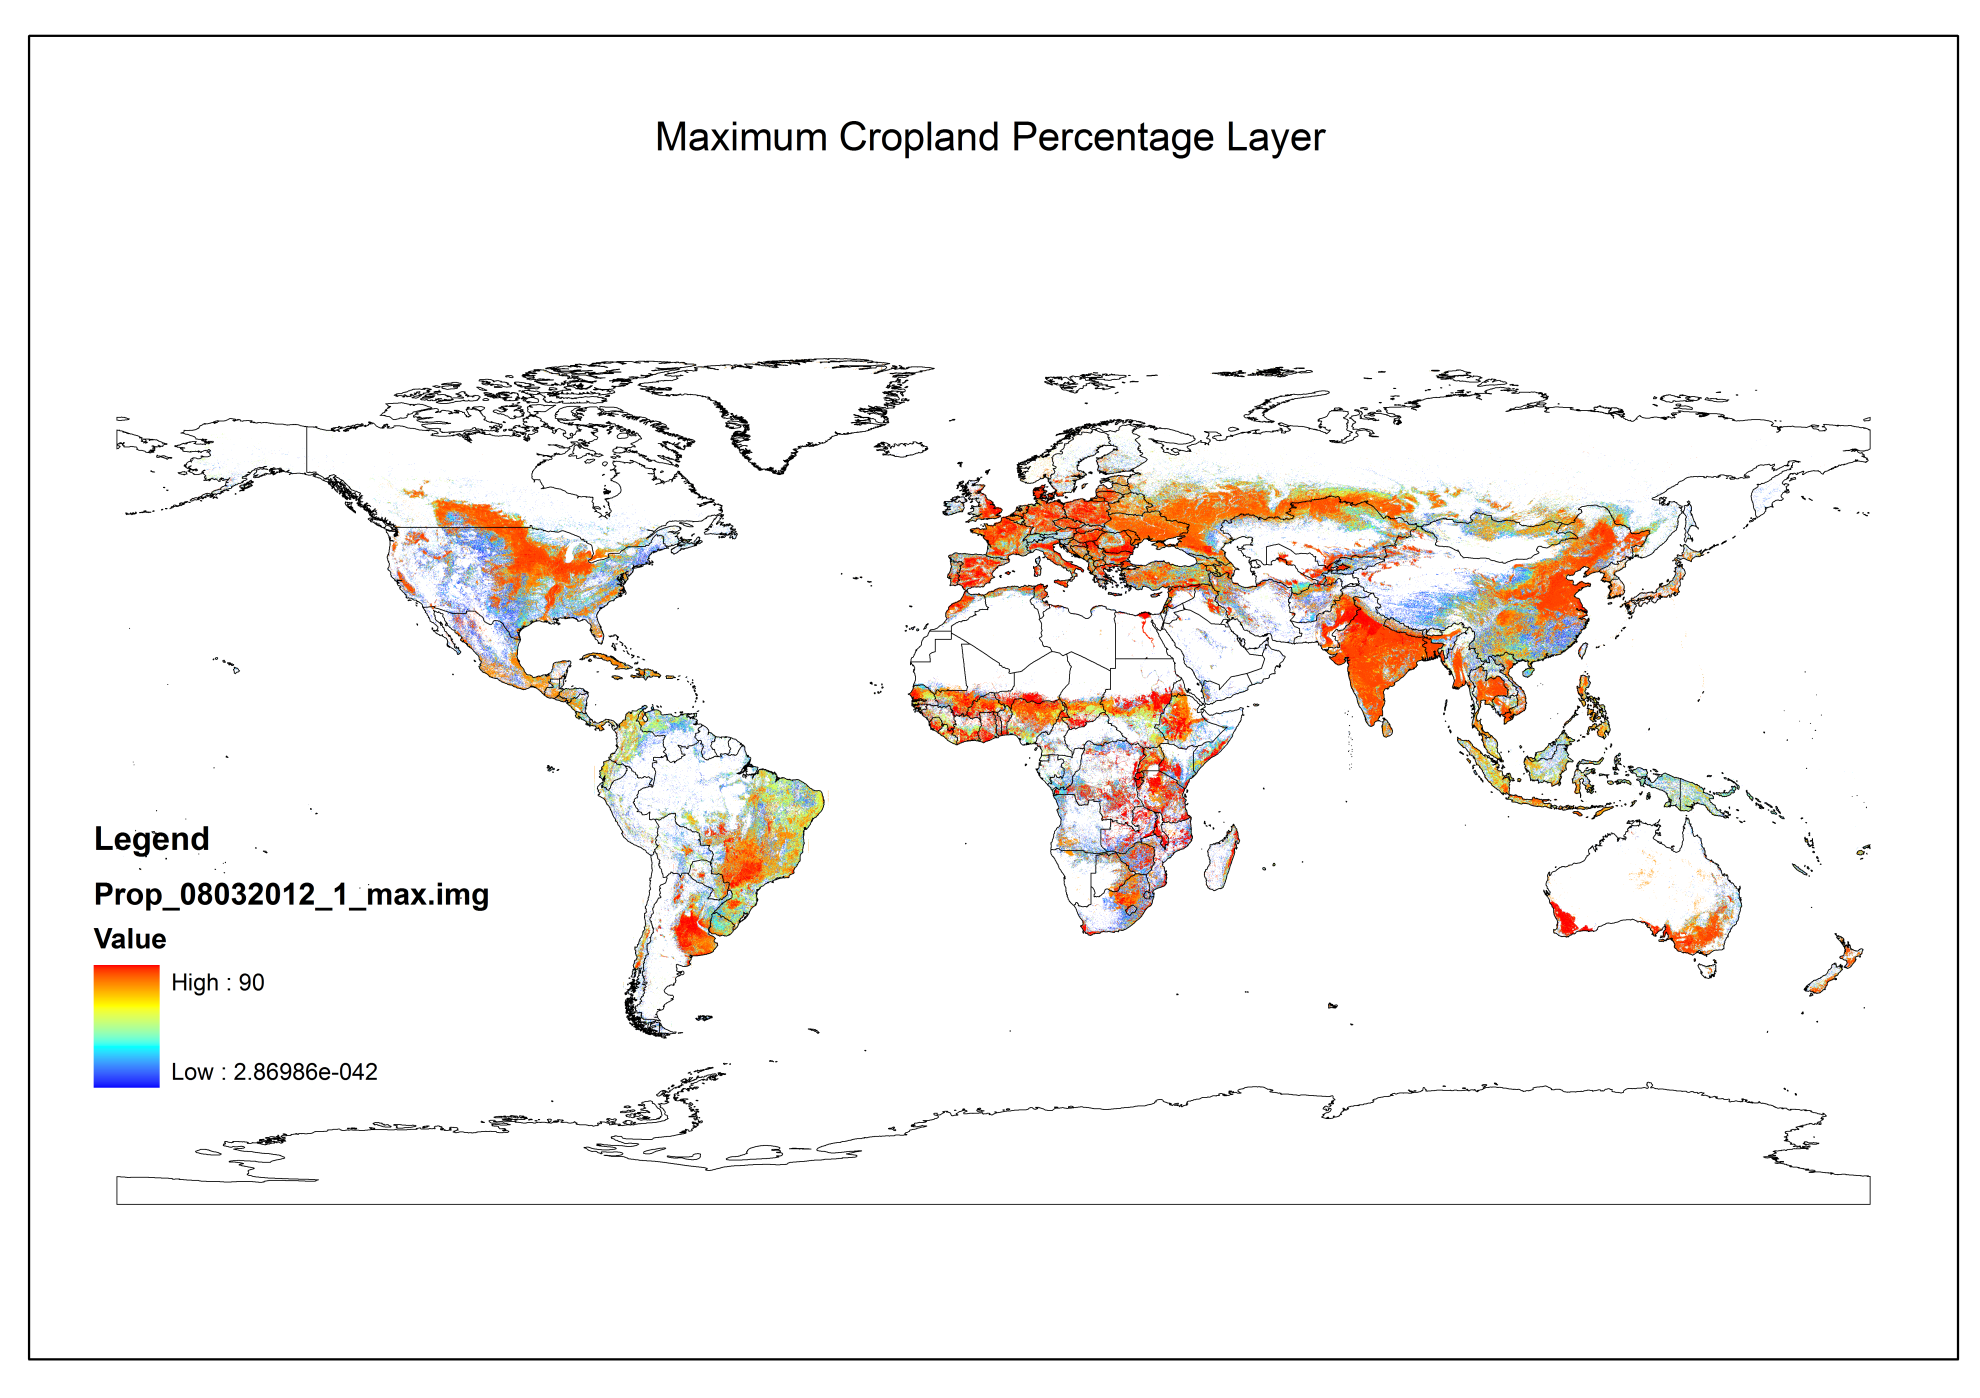 Maximum Cropland Percentage Layer
Legend
Prop_08032012_1_max.img
Value
High : 90
Low : 2.86986e-042